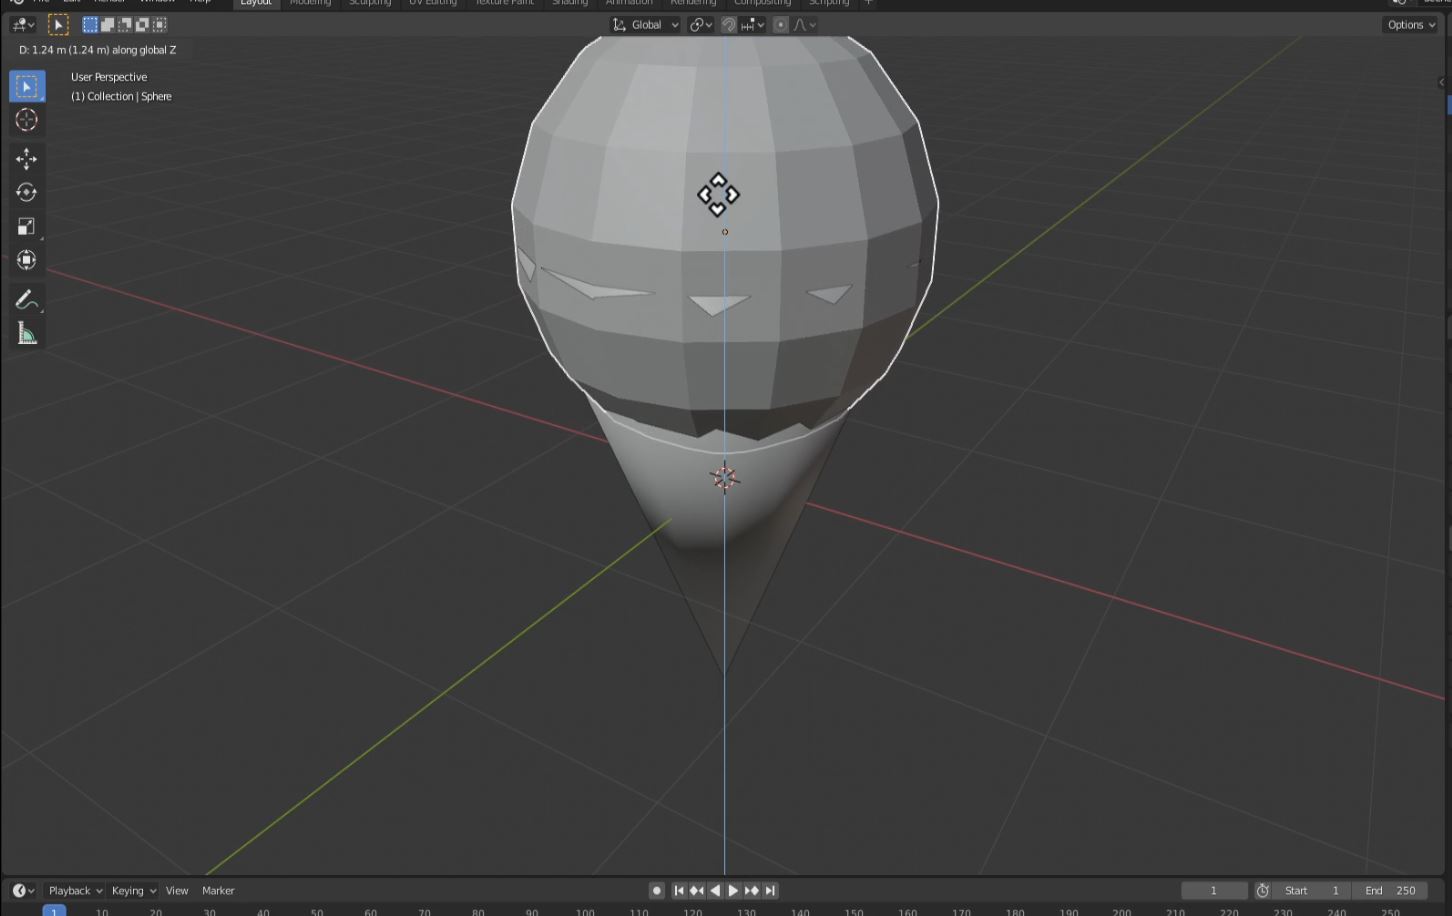 File Edit Render Window Help Layout Modeling Sculpting UV Editing Texture Paint Shading Animation Rendering Compositing Scripting +
Global
Options
D: 1.24 m (1.24 m) along global Z
User Perspective
(1) Collection | Sphere
Playback Keying View Marker
1
Start 1
End 250
1 10 20 30 40 50 60 70 80 90 100 110 120 130 140 150 160 170 180 190 200 210 220 230 240 250